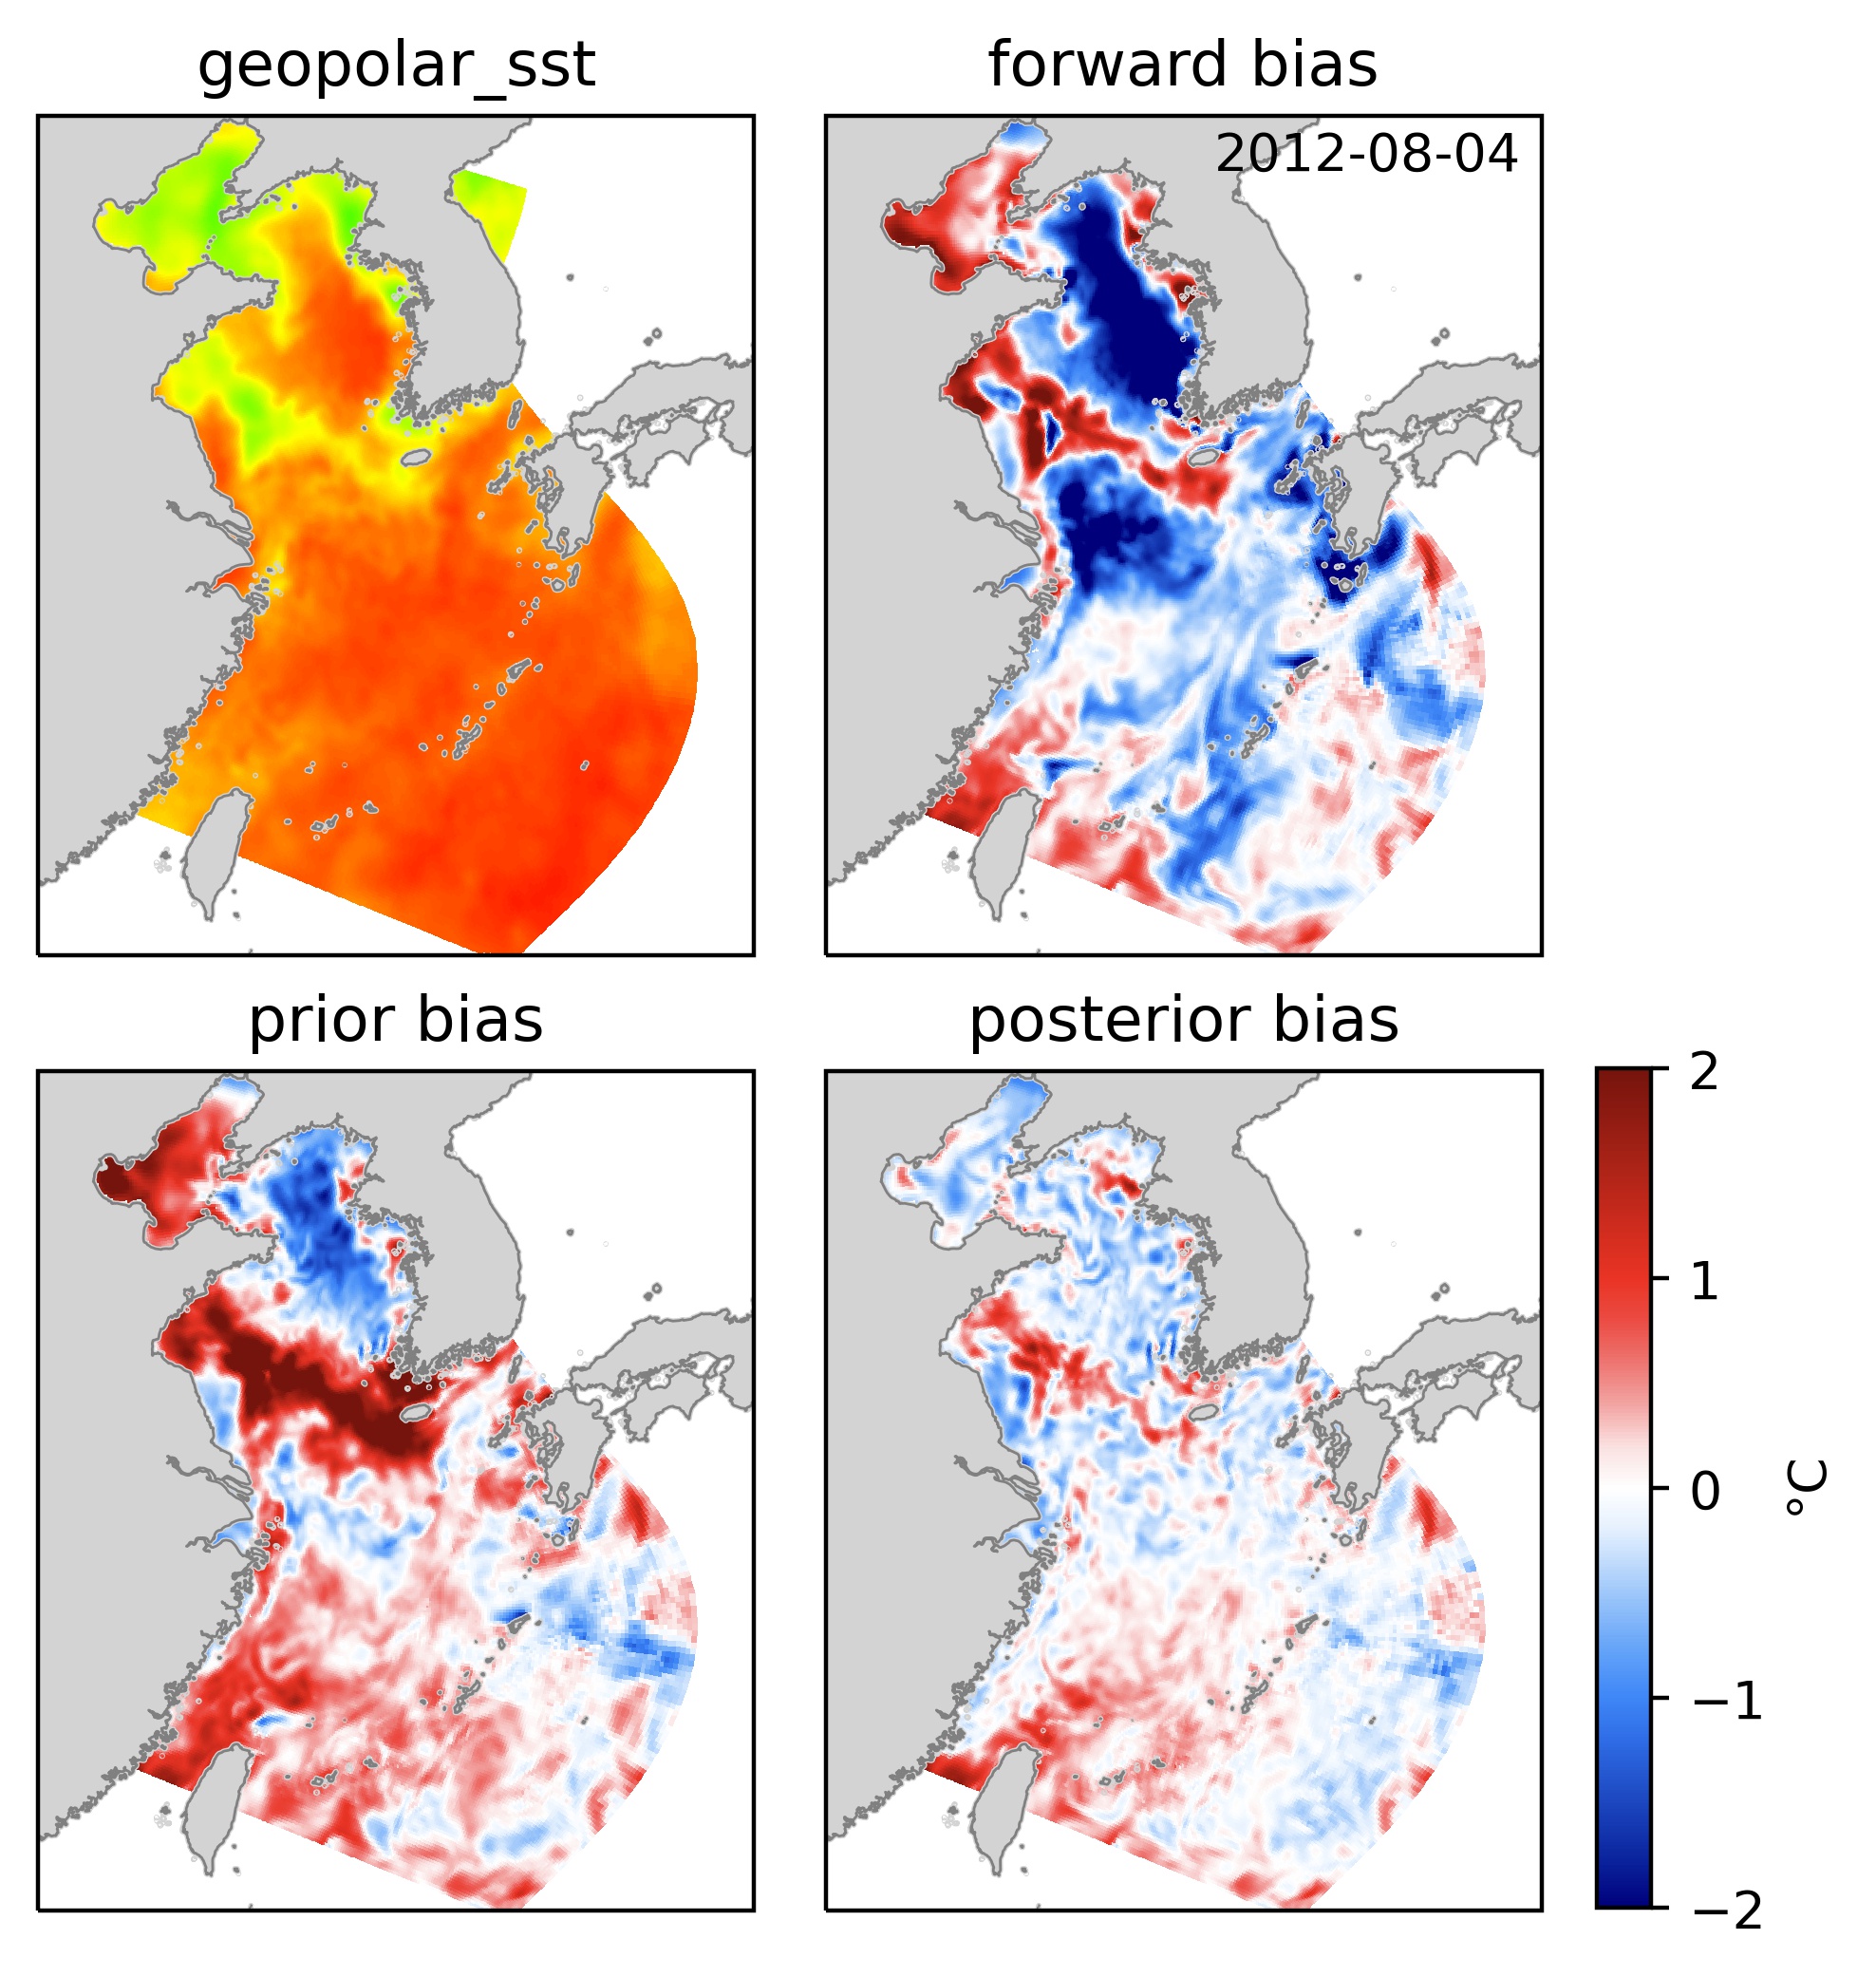 geopolar_sst
forward bias
2012-08-04
prior bias
posterior bias
2
1
0
−1
−2
°C